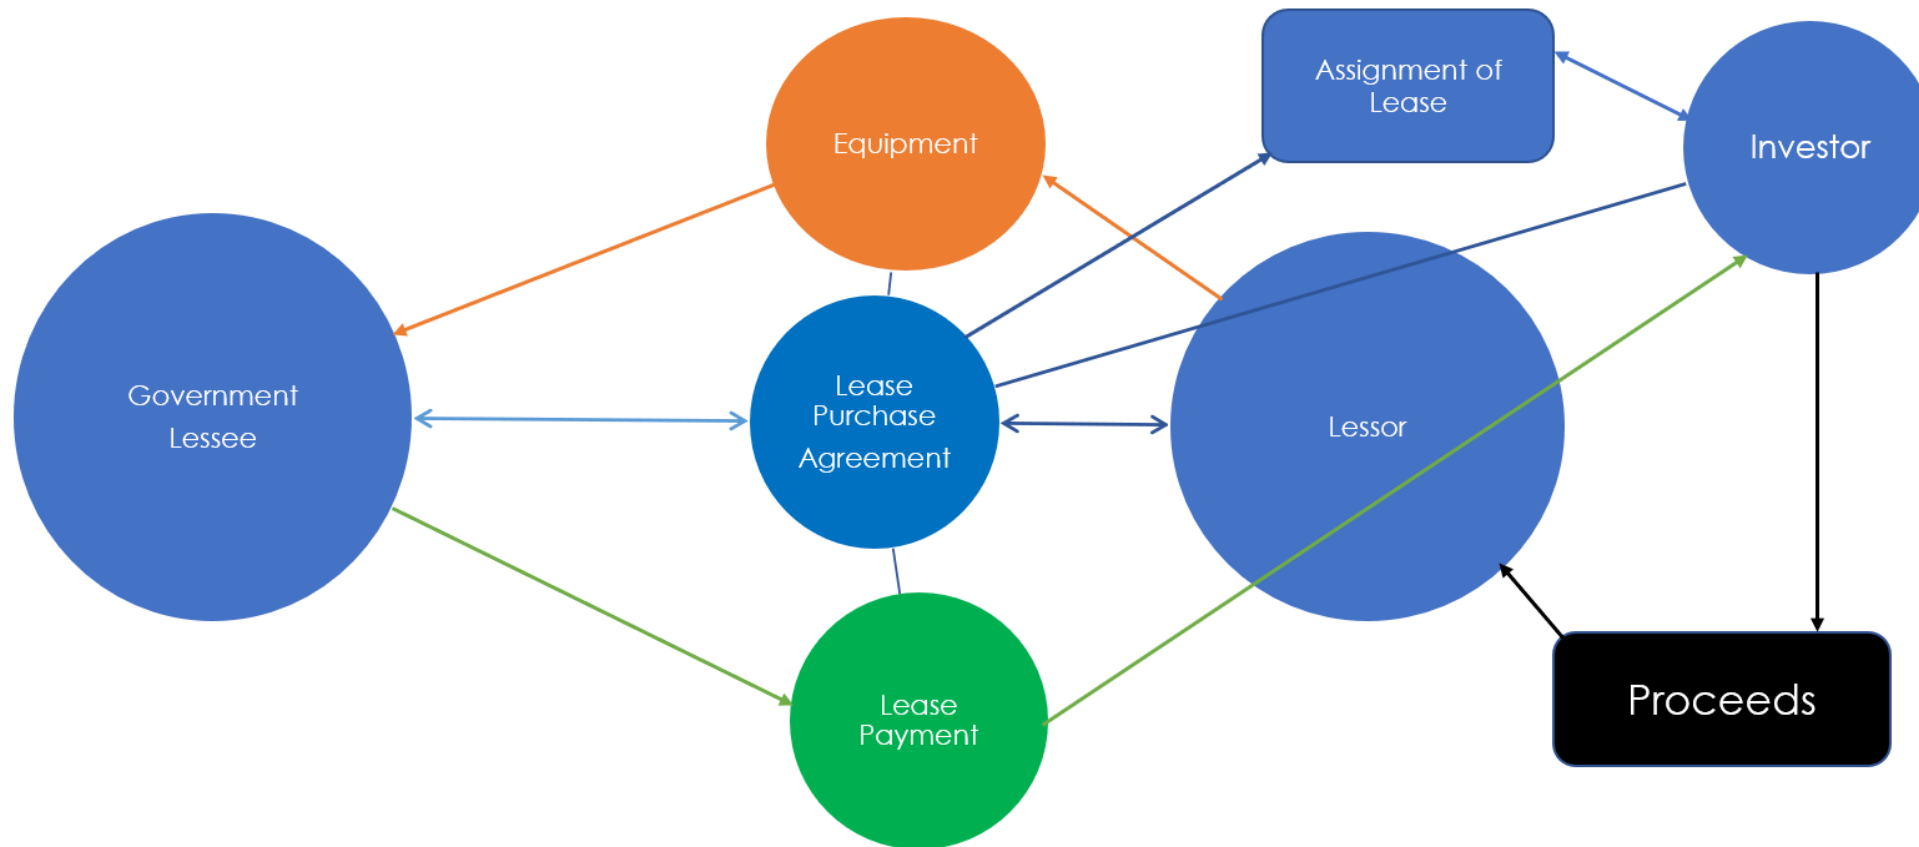 Equipment
Assignment of
Lease
Investor
Government
Lessee
Lease
Purchase
Agreement
Lessor
Lease
Payment
Proceeds